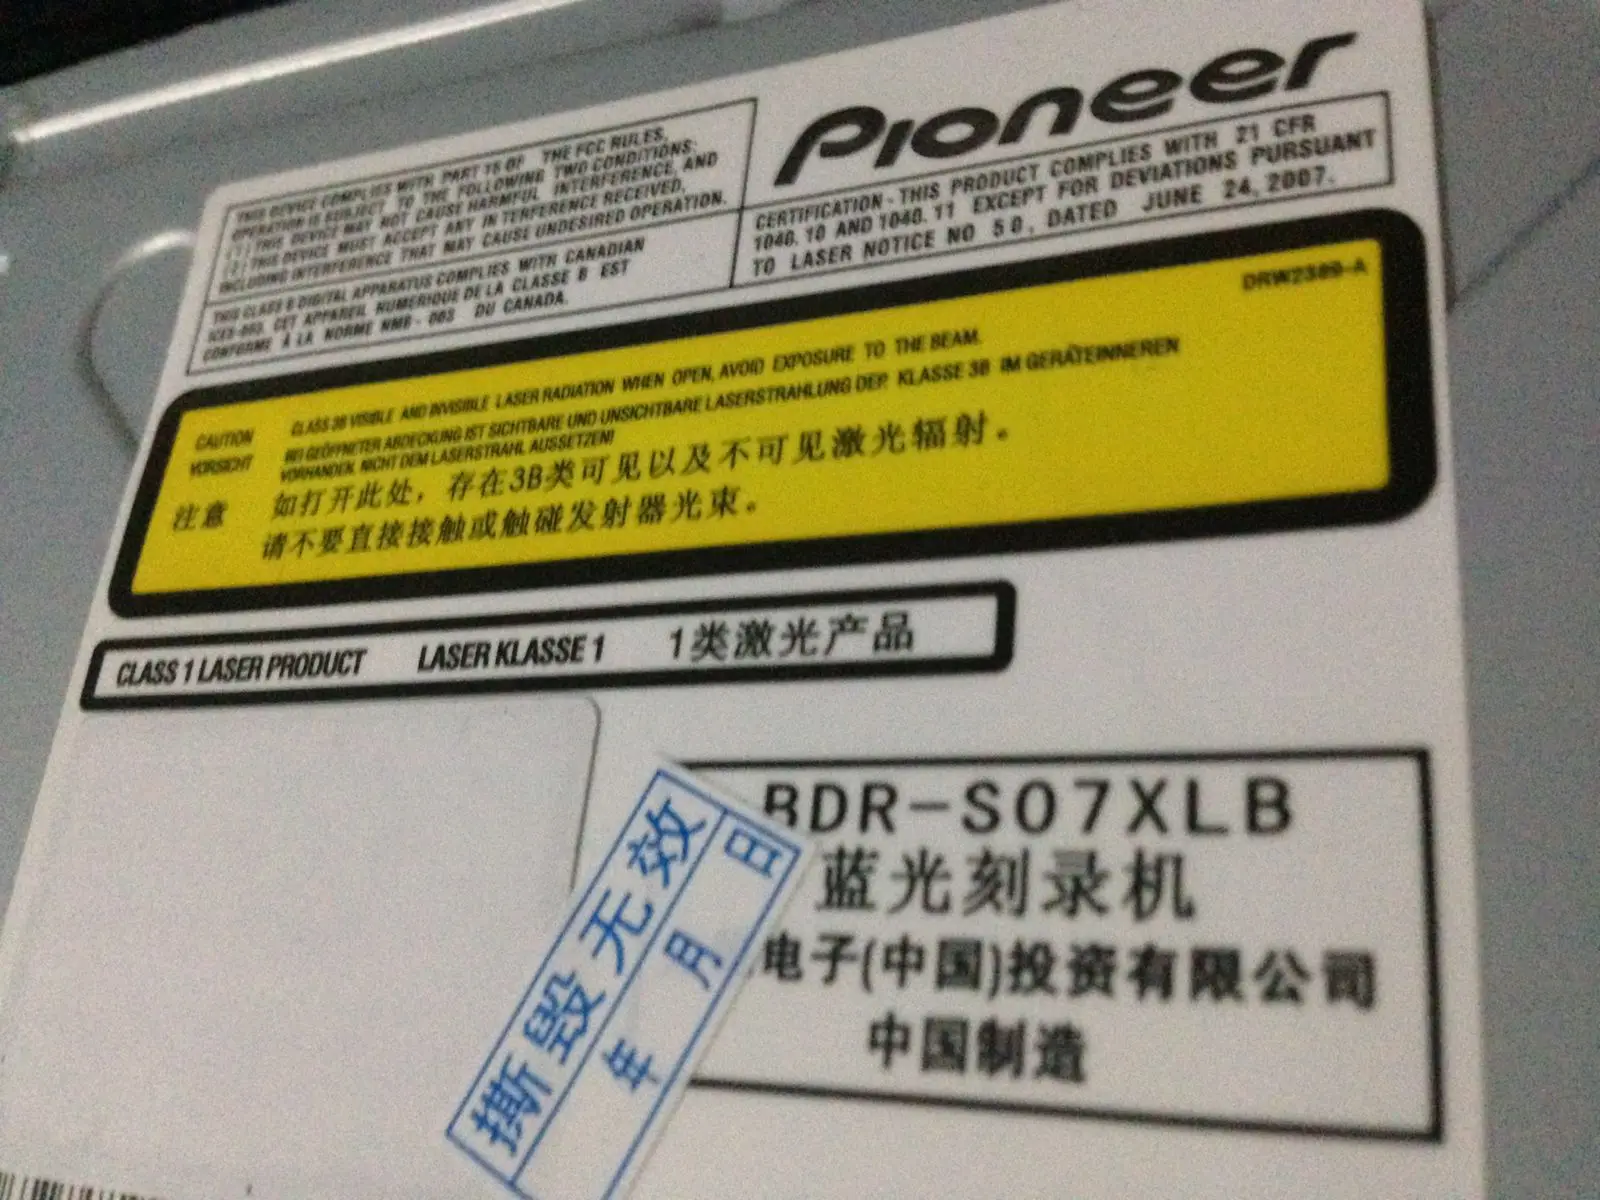 Pioneer
THIS DEVICE COMPLIES WITH PART 15 OF THE FCC RULES,
OPERATION IS SUBJECT TO THE FOLLOWING TWO CONDITIONS:
(1) THIS DEVICE MAY NOT CAUSE HARMFUL INTERFERENCE, AND
(2) THIS DEVICE MUST ACCEPT ANY INTERFERENCE RECEIVED,
INCLUDING INTERFERENCE THAT MAY CAUSE UNDESIRED OPERATION.
THIS CLASS B DIGITAL APPARATUS COMPLIES WITH CANADIAN
ICES-003. CET APPAREIL NUMERIQUE DE LA CLASSE B EST
CONFORME À LA NORME NMB-003 DU CANADA.
CERTIFICATION - THIS PRODUCT COMPLIES WITH 21 CFR
1040.10 AND 1040.11 EXCEPT FOR DEVIATIONS PURSUANT
TO LASER NOTICE NO 50, DATED JUNE 24, 2007.
DRW2389-A
CAUTION CLASS 3B VISIBLE AND INVISIBLE LASER RADIATION WHEN OPEN, AVOID EXPOSURE TO THE BEAM.
VORSICHT BEI GEÖFFNETER ABDECKUNG IST SICHTBARE UND UNSICHTBARE LASERSTRAHLUNG DER KLASSE 3B IM GERÄTEINNEREN
VORHANDEN. NICHT DEM LASERSTRAHL AUSSETZEN!
注意 如打开此处，存在3B类可见以及不可见激光辐射。
请不要直接接触或触碰发射器光束。
CLASS 1 LASER PRODUCT LASER KLASSE 1 1类激光产品
BDR-S07XLB
蓝光刻录机
电子(中国)投资有限公司
中国制造
撕毁无效
年 月 日